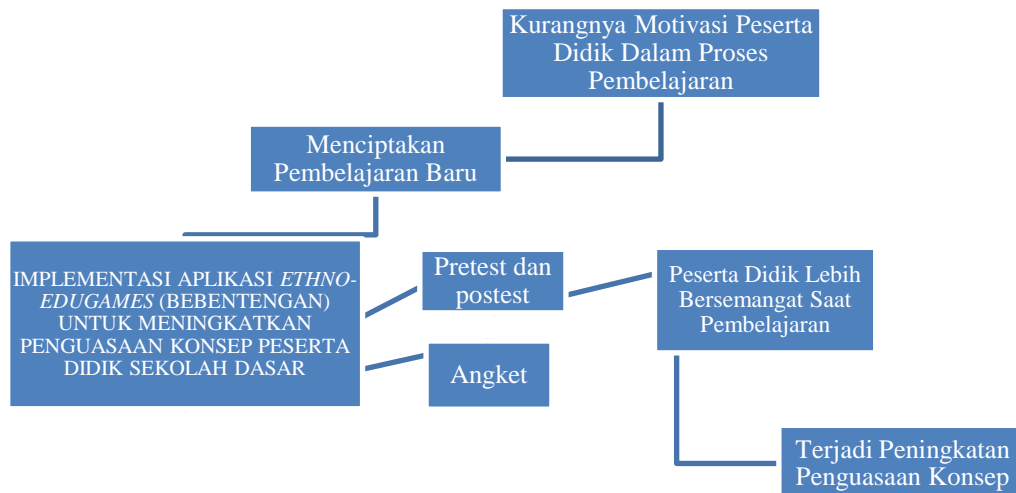 Kurangnya Motivasi Peserta
Didik Dalam Proses
Pembelajaran
Menciptakan
Pembelajaran Baru
IMPLEMENTASI APLIKASI ETHNO-
EDUGAMES (BEBENTENGAN)
UNTUK MENINGKATKAN
PENGUASAAN KONSEP PESERTA
DIDIK SEKOLAH DASAR
Pretest dan
postest
Angket
Peserta Didik Lebih
Bersemangat Saat
Pembelajaran
Terjadi Peningkatan
Penguasaan Konsep